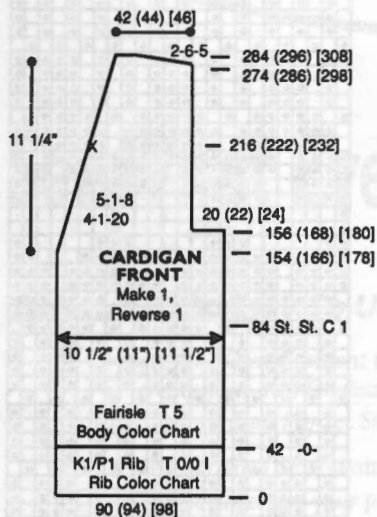 42 (44) [46]
2-6-5
284 (296) [308]
274 (286) [298]
11 1/4"
216 (222) [232]
X
5-1-8
4-1-20
20 (22) [24]
156 (168) [180]
154 (166) [178]
CARDIGAN
FRONT
Make 1,
Reverse 1
84 St. St. C 1
10 1/2" (11") [11 1/2"]
Fairisle T 5
Body Color Chart
42 -0-
K1/P1 Rib T 0/0 I
Rib Color Chart
0
90 (94) [98]